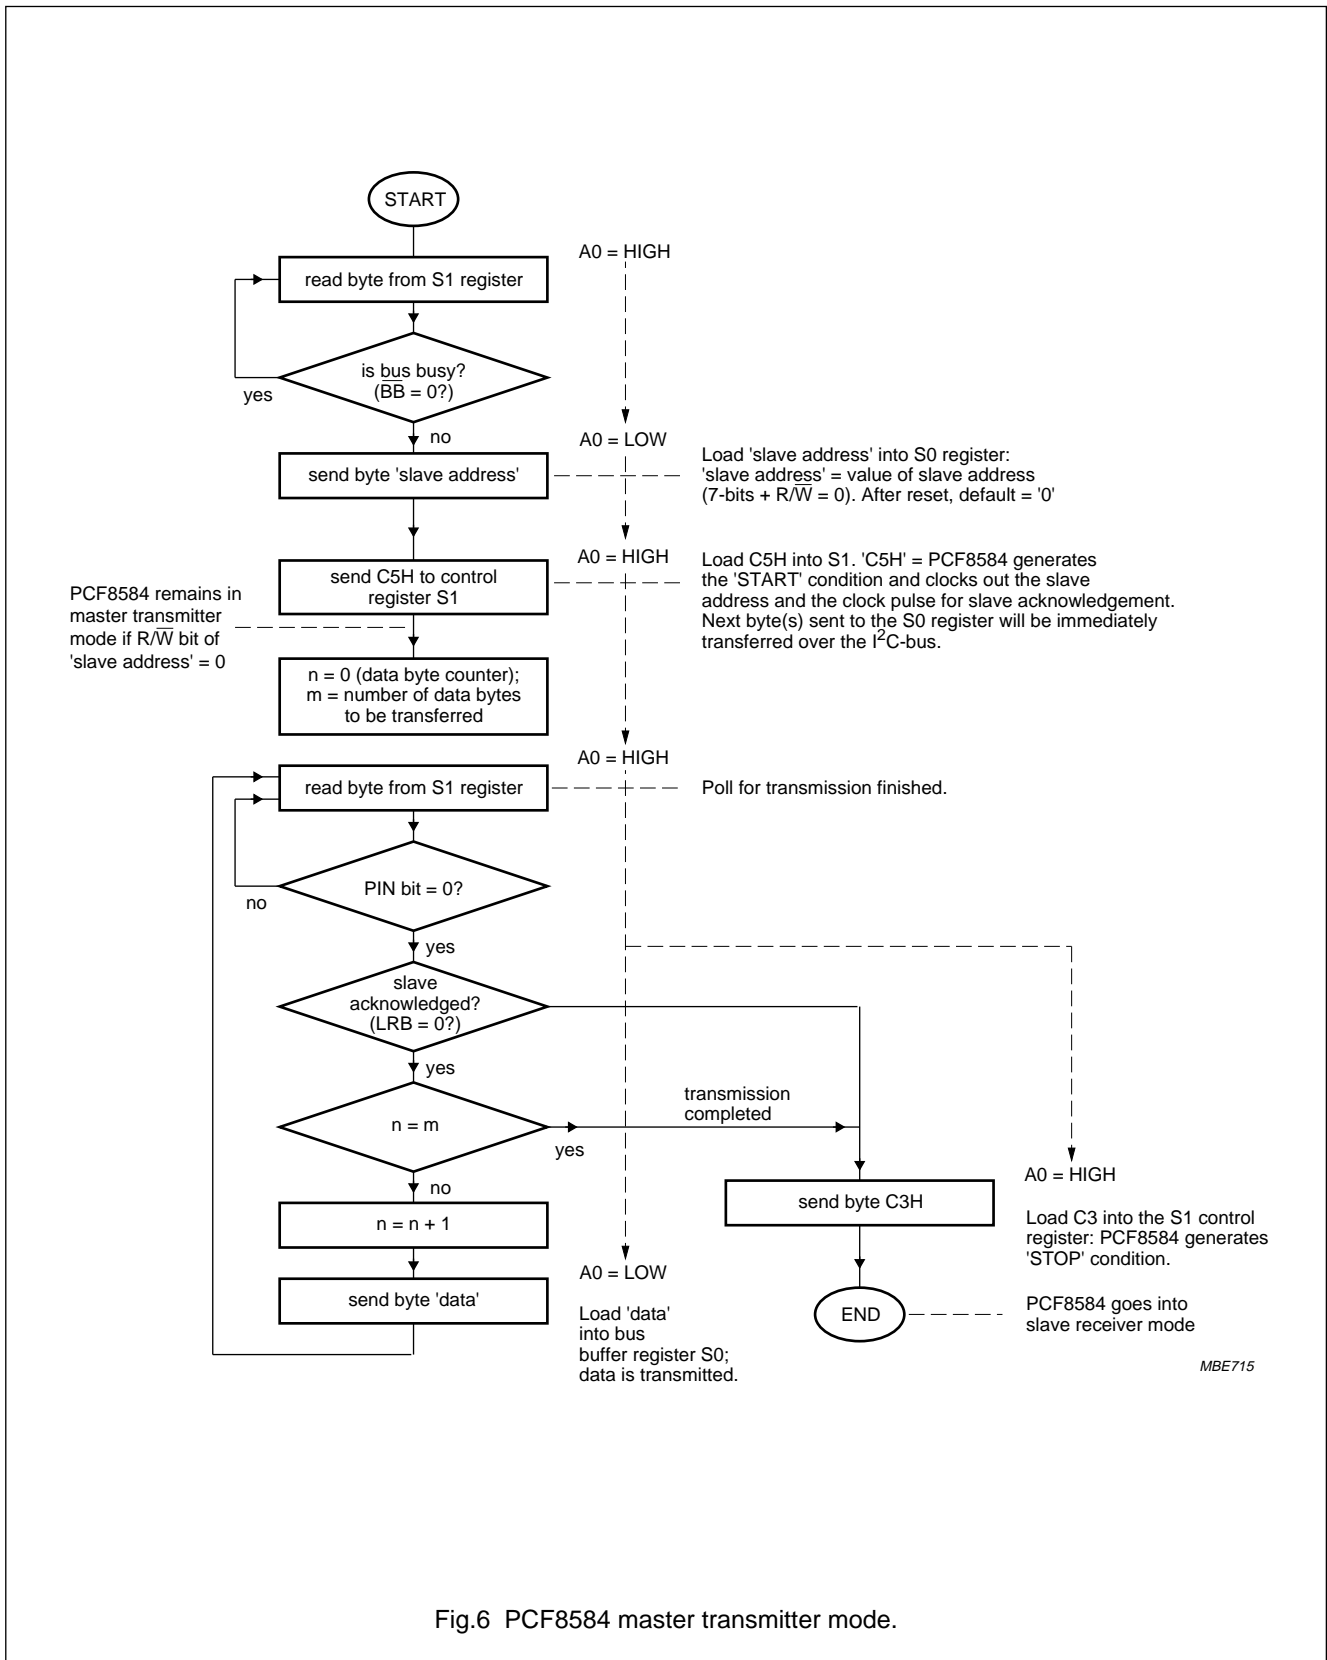 START
A0 = HIGH
read byte from S1 register
is bus busy?
(B̅B̅ = 0?)
yes
no
A0 = LOW
send byte 'slave address'
Load 'slave address' into S0 register:
'slave address' = value of slave address
(7-bits + R/W̅ = 0). After reset, default = '0'
A0 = HIGH
send C5H to control
register S1
Load C5H into S1. 'C5H' = PCF8584 generates
the 'START' condition and clocks out the slave
address and the clock pulse for slave acknowledgement.
Next byte(s) sent to the S0 register will be immediately
transferred over the I²C-bus.
PCF8584 remains in
master transmitter
mode if R/W̅ bit of
'slave address' = 0
n = 0 (data byte counter);
m = number of data bytes
to be transferred
A0 = HIGH
read byte from S1 register
Poll for transmission finished.
PIN bit = 0?
no
yes
slave
acknowledged?
(LRB = 0?)
yes
n = m
yes
transmission
completed
no
n = n + 1
send byte 'data'
A0 = LOW
Load 'data'
into bus
buffer register S0;
data is transmitted.
send byte C3H
A0 = HIGH
Load C3 into the S1 control
register: PCF8584 generates
'STOP' condition.
END
PCF8584 goes into
slave receiver mode
MBE715
Fig.6 PCF8584 master transmitter mode.